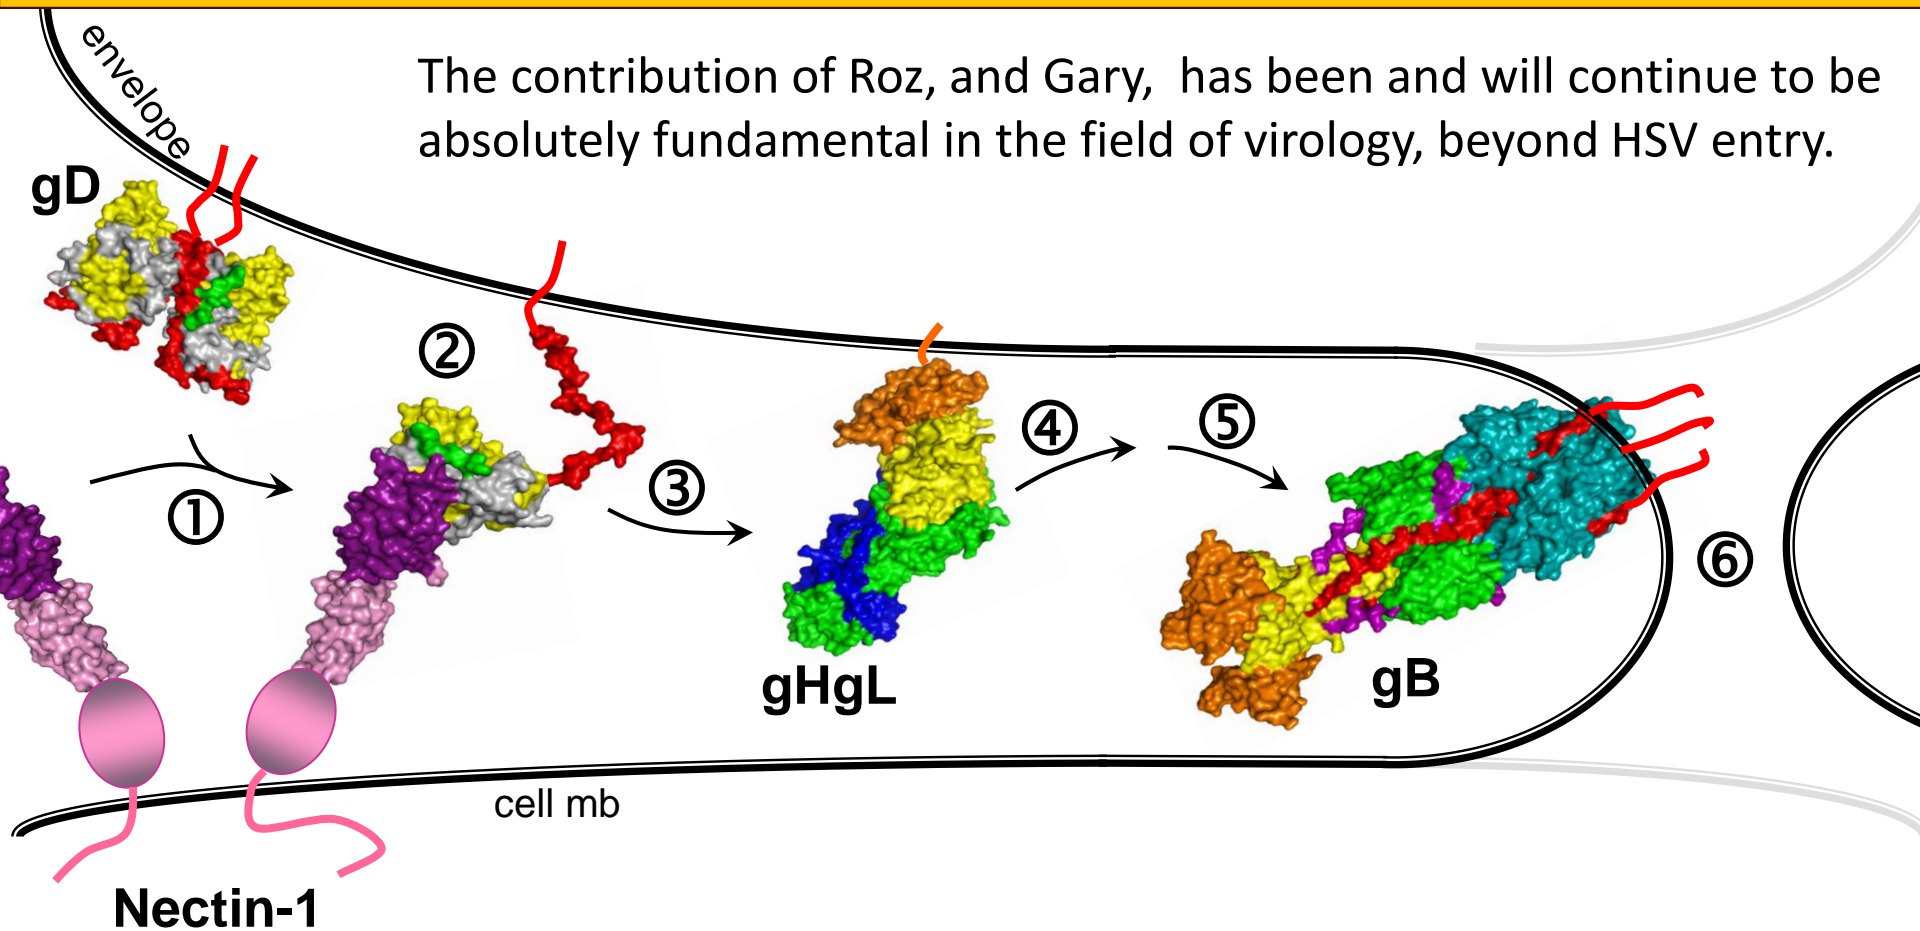 The contribution of Roz, and Gary, has been and will continue to be
absolutely fundamental in the field of virology, beyond HSV entry.
envelope
gD
②
③
④
⑤
①
⑥
gHgL
gB
cell mb
Nectin-1